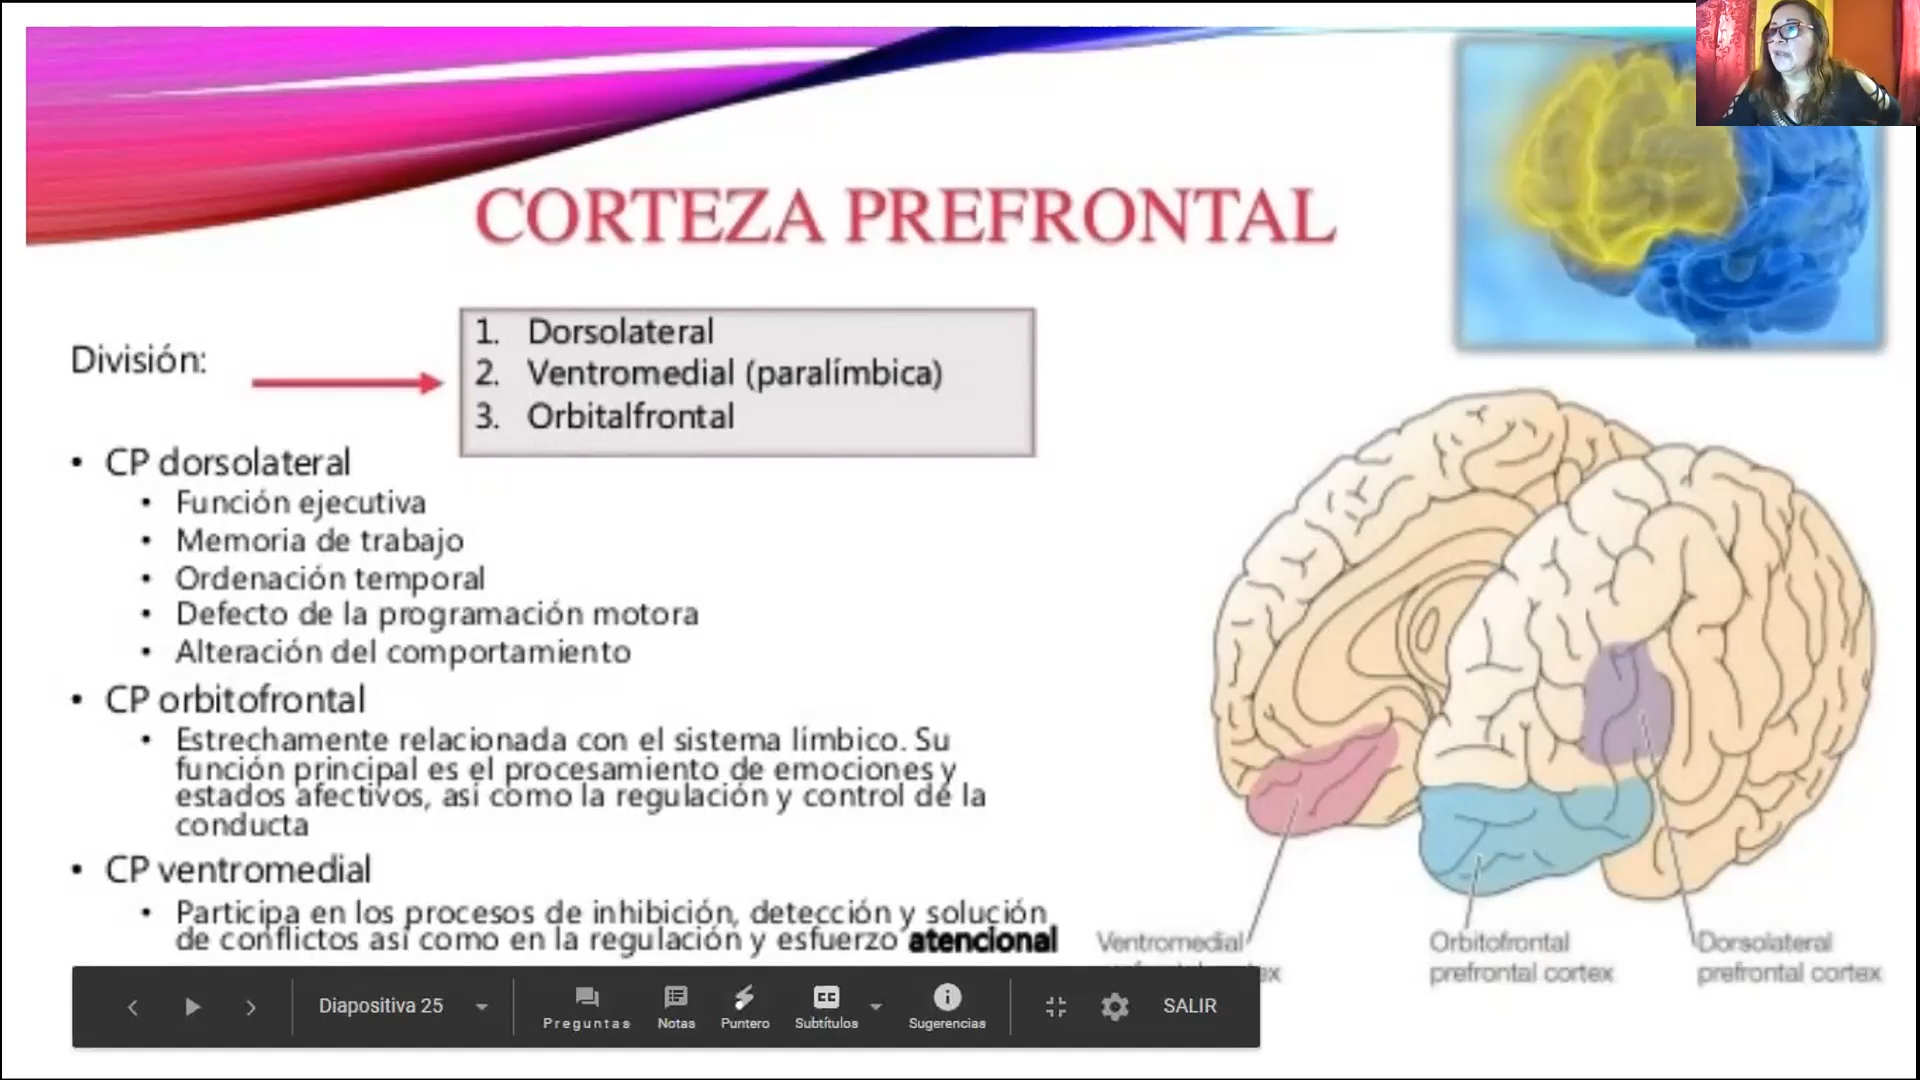 CORTEZA PREFRONTAL
División:
1. Dorsolateral
2. Ventromedial (paralímbica)
3. Orbitalfrontal
• CP dorsolateral
• Función ejecutiva
• Memoria de trabajo
• Ordenación temporal
• Defecto de la programación motora
• Alteración del comportamiento
• CP orbitofrontal
• Estrechamente relacionada con el sistema límbico. Su
función principal es el procesamiento de emociones y
estados afectivos, así como la regulación y control de la
conducta
• CP ventromedial
• Participa en los procesos de inhibición, detección y solución
de conflictos así como en la regulación y esfuerzo atencional
Ventromedial
Orbitofrontal
prefrontal cortex
Dorsolateral
prefrontal cortex
Diapositiva 25
Preguntas
Notas
Puntero
CC
Subtítulos
Sugerencias
SALIR